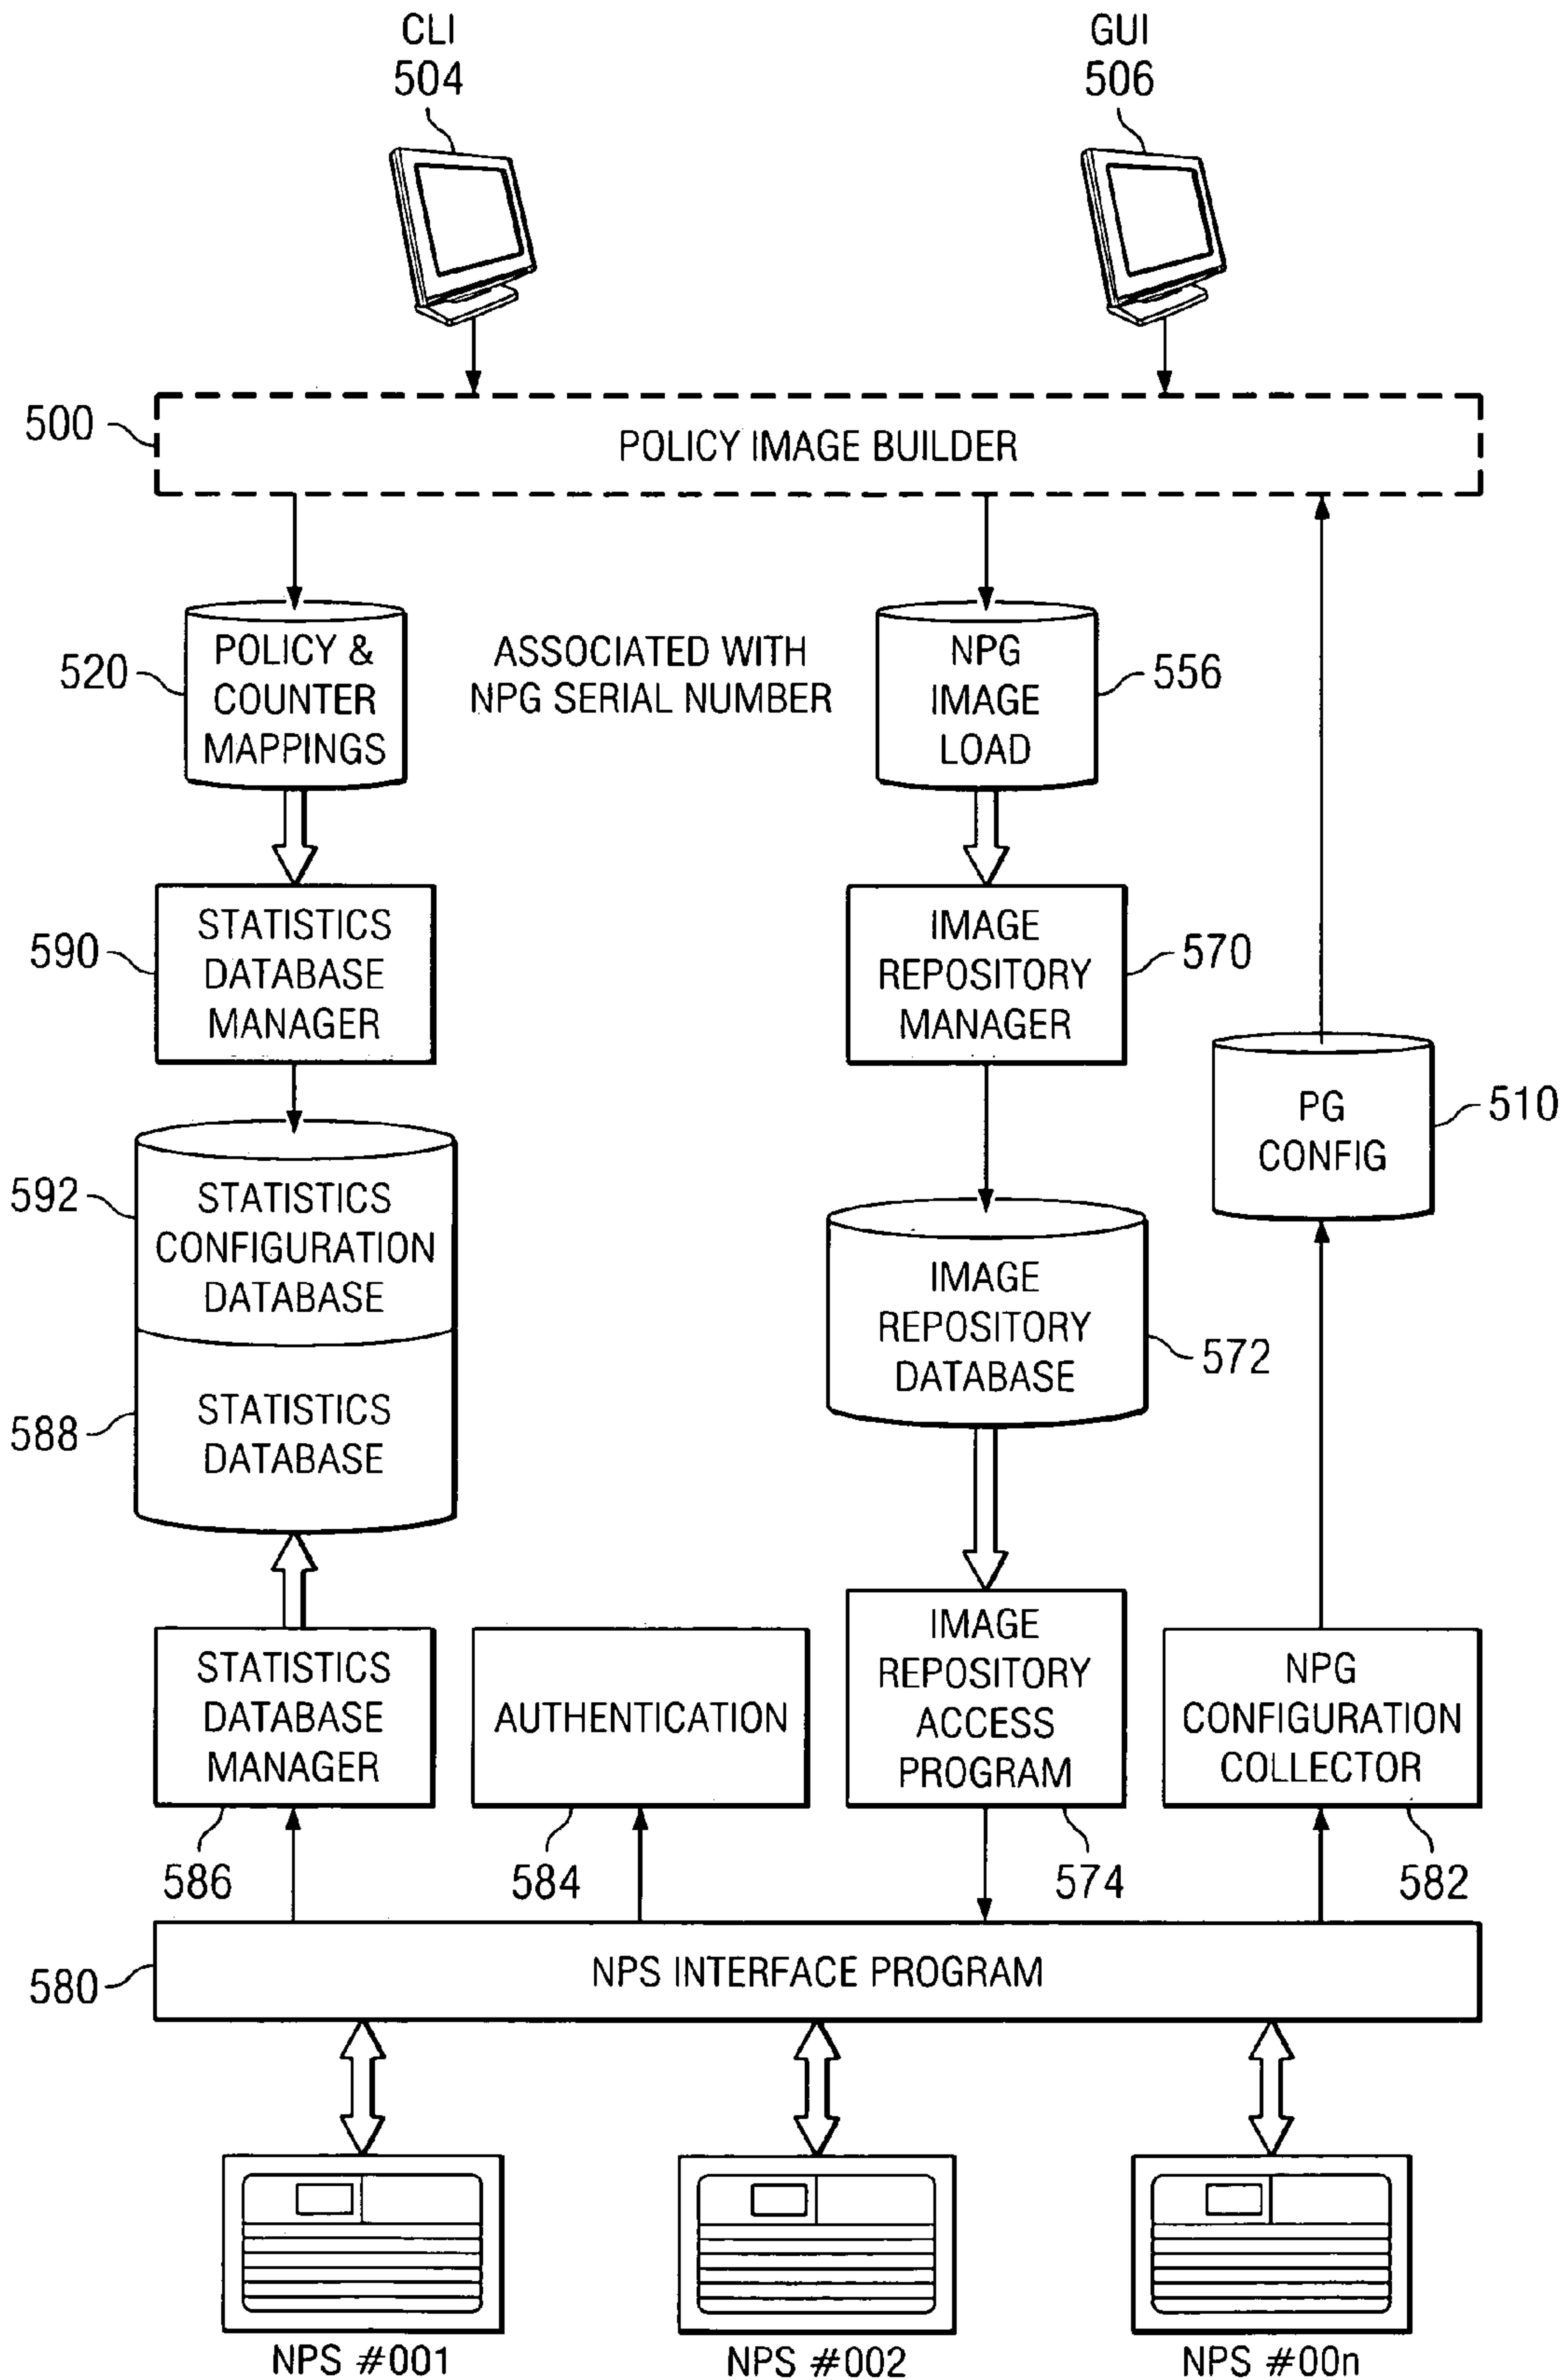 CLI
504
GUI
506
500
POLICY IMAGE BUILDER
520
POLICY &
COUNTER
MAPPINGS
ASSOCIATED WITH
NPG SERIAL NUMBER
NPG
IMAGE
LOAD
556
590
STATISTICS
DATABASE
MANAGER
IMAGE
REPOSITORY
MANAGER
570
PG
CONFIG
510
592
STATISTICS
CONFIGURATION
DATABASE
588
STATISTICS
DATABASE
IMAGE
REPOSITORY
DATABASE
572
STATISTICS
DATABASE
MANAGER
586
AUTHENTICATION
584
IMAGE
REPOSITORY
ACCESS
PROGRAM
574
NPG
CONFIGURATION
COLLECTOR
582
580
NPS INTERFACE PROGRAM
NPS #001
NPS #002
NPS #00n